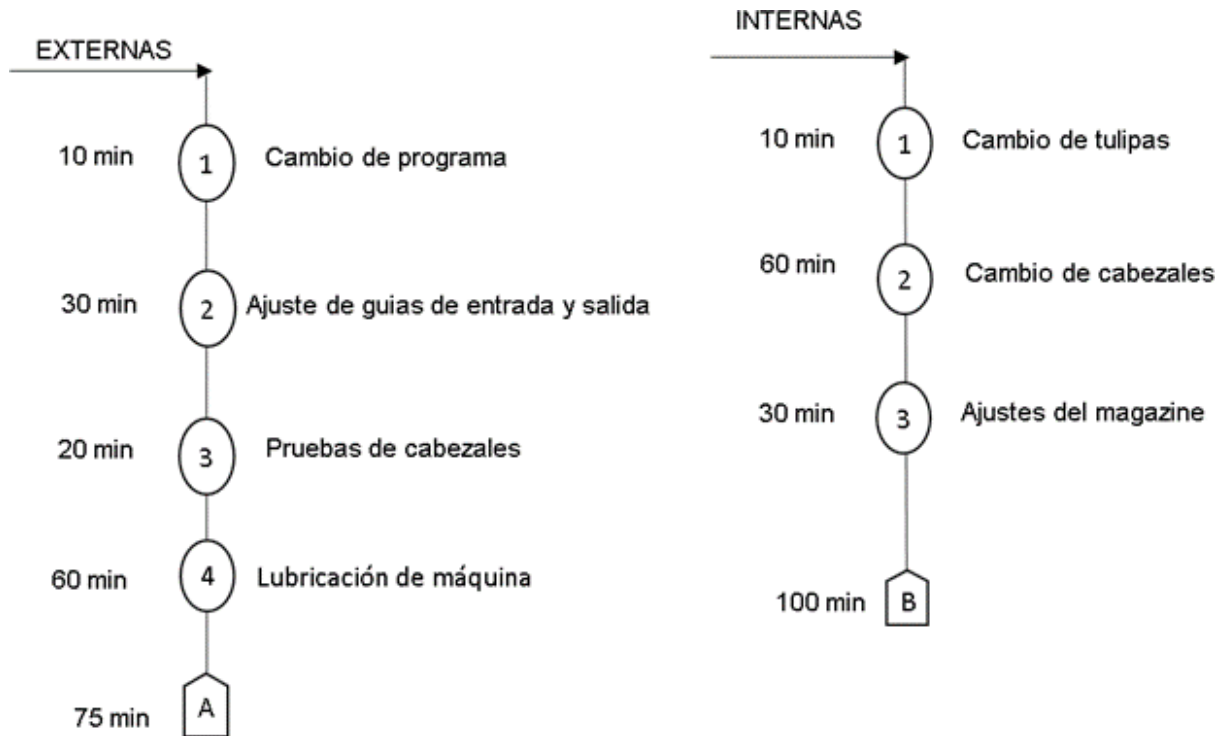 EXTERNAS
10 min 1 Cambio de programa
30 min 2 Ajuste de guias de entrada y salida
20 min 3 Pruebas de cabezales
60 min 4 Lubricación de máquina
75 min A
INTERNAS
10 min 1 Cambio de tulipas
60 min 2 Cambio de cabezales
30 min 3 Ajustes del magazine
100 min B